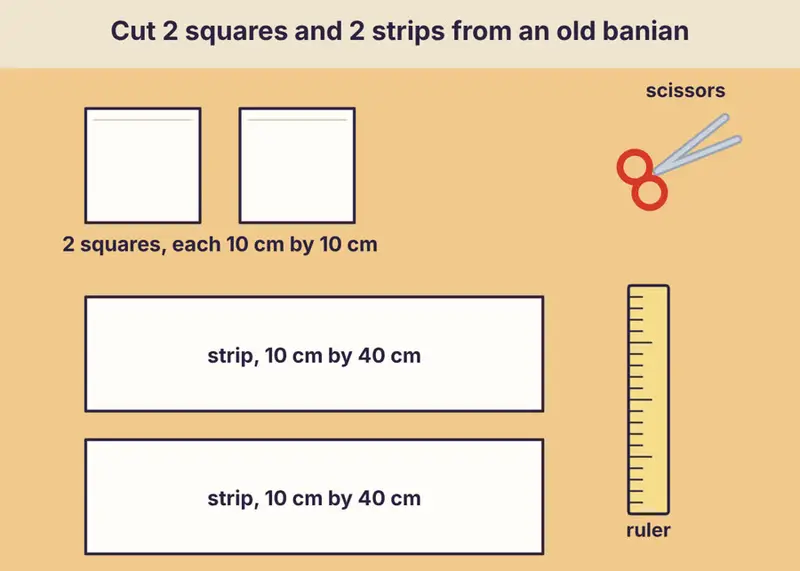 Cut 2 squares and 2 strips from an old banian
scissors
2 squares, each 10 cm by 10 cm
strip, 10 cm by 40 cm
strip, 10 cm by 40 cm
ruler